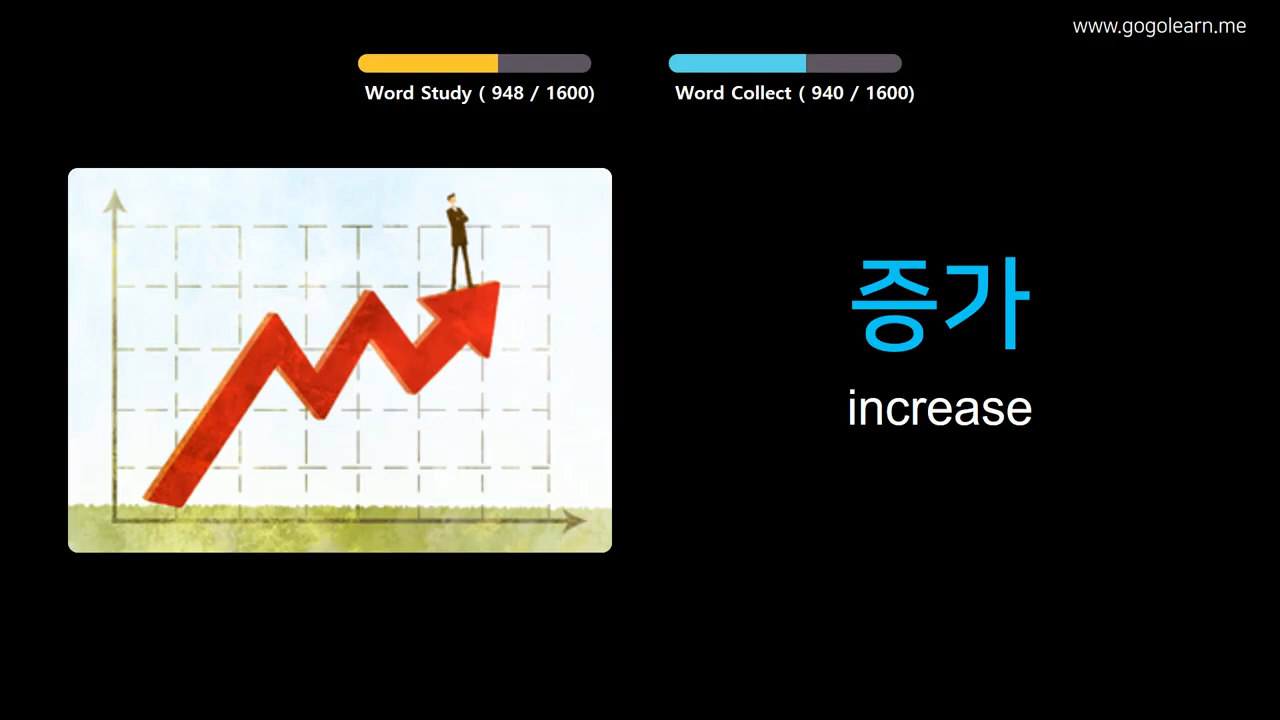 www.gogolearn.me
Word Study ( 948 / 1600)
Word Collect ( 940 / 1600)
증가
increase